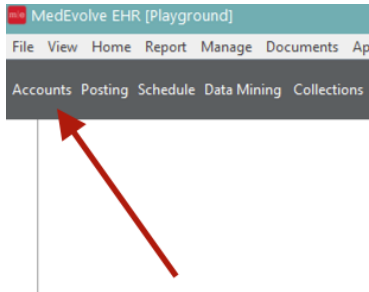 m/e MedEvolve EHR [Playground]
File View Home Report Manage Documents Ap
Accounts Posting Schedule Data Mining Collections